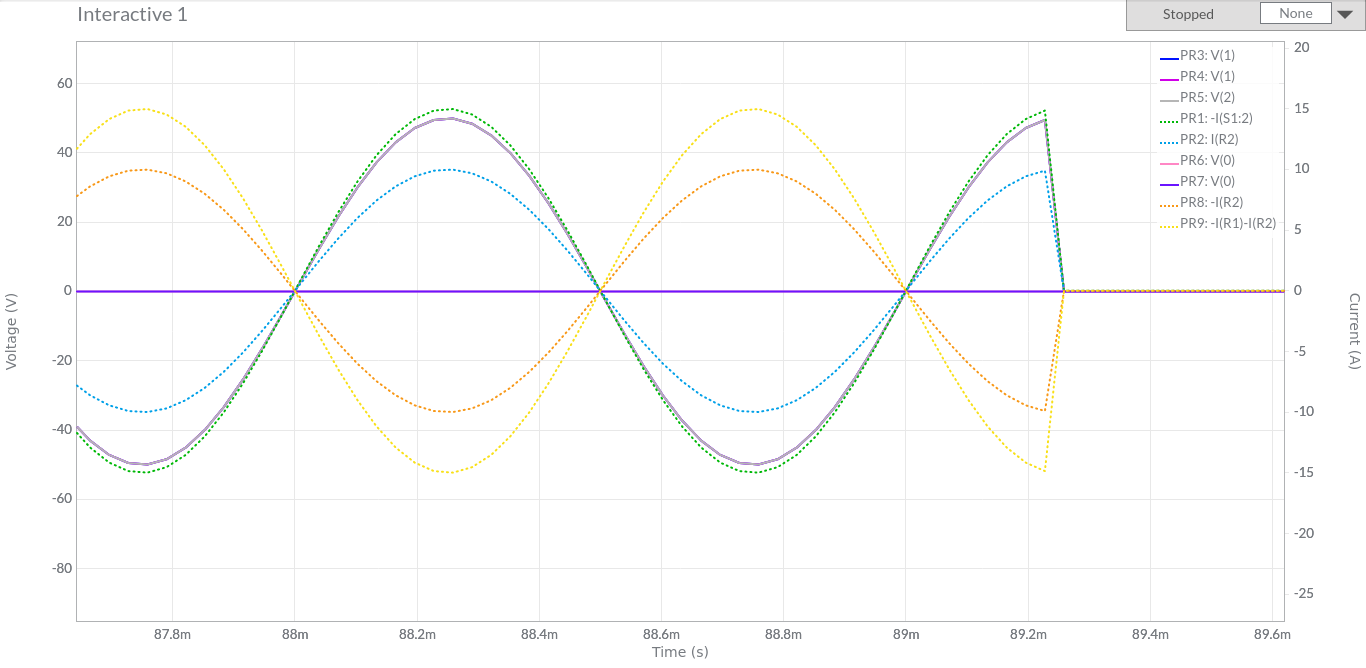 Interactive 1
Stopped
None
PR3: V(1)
PR4: V(1)
PR5: V(2)
PR1: -I(S1:2)
PR2: I(R2)
PR6: V(0)
PR7: V(0)
PR8: -I(R2)
PR9: -I(R1)-I(R2)
Voltage (V)
60
40
20
0
-20
-40
-60
-80
20
15
10
5
0
-5
-10
-15
-20
-25
Current (A)
87.8m
88m
88.2m
88.4m
88.6m
88.8m
89m
89.2m
89.4m
89.6m
Time (s)